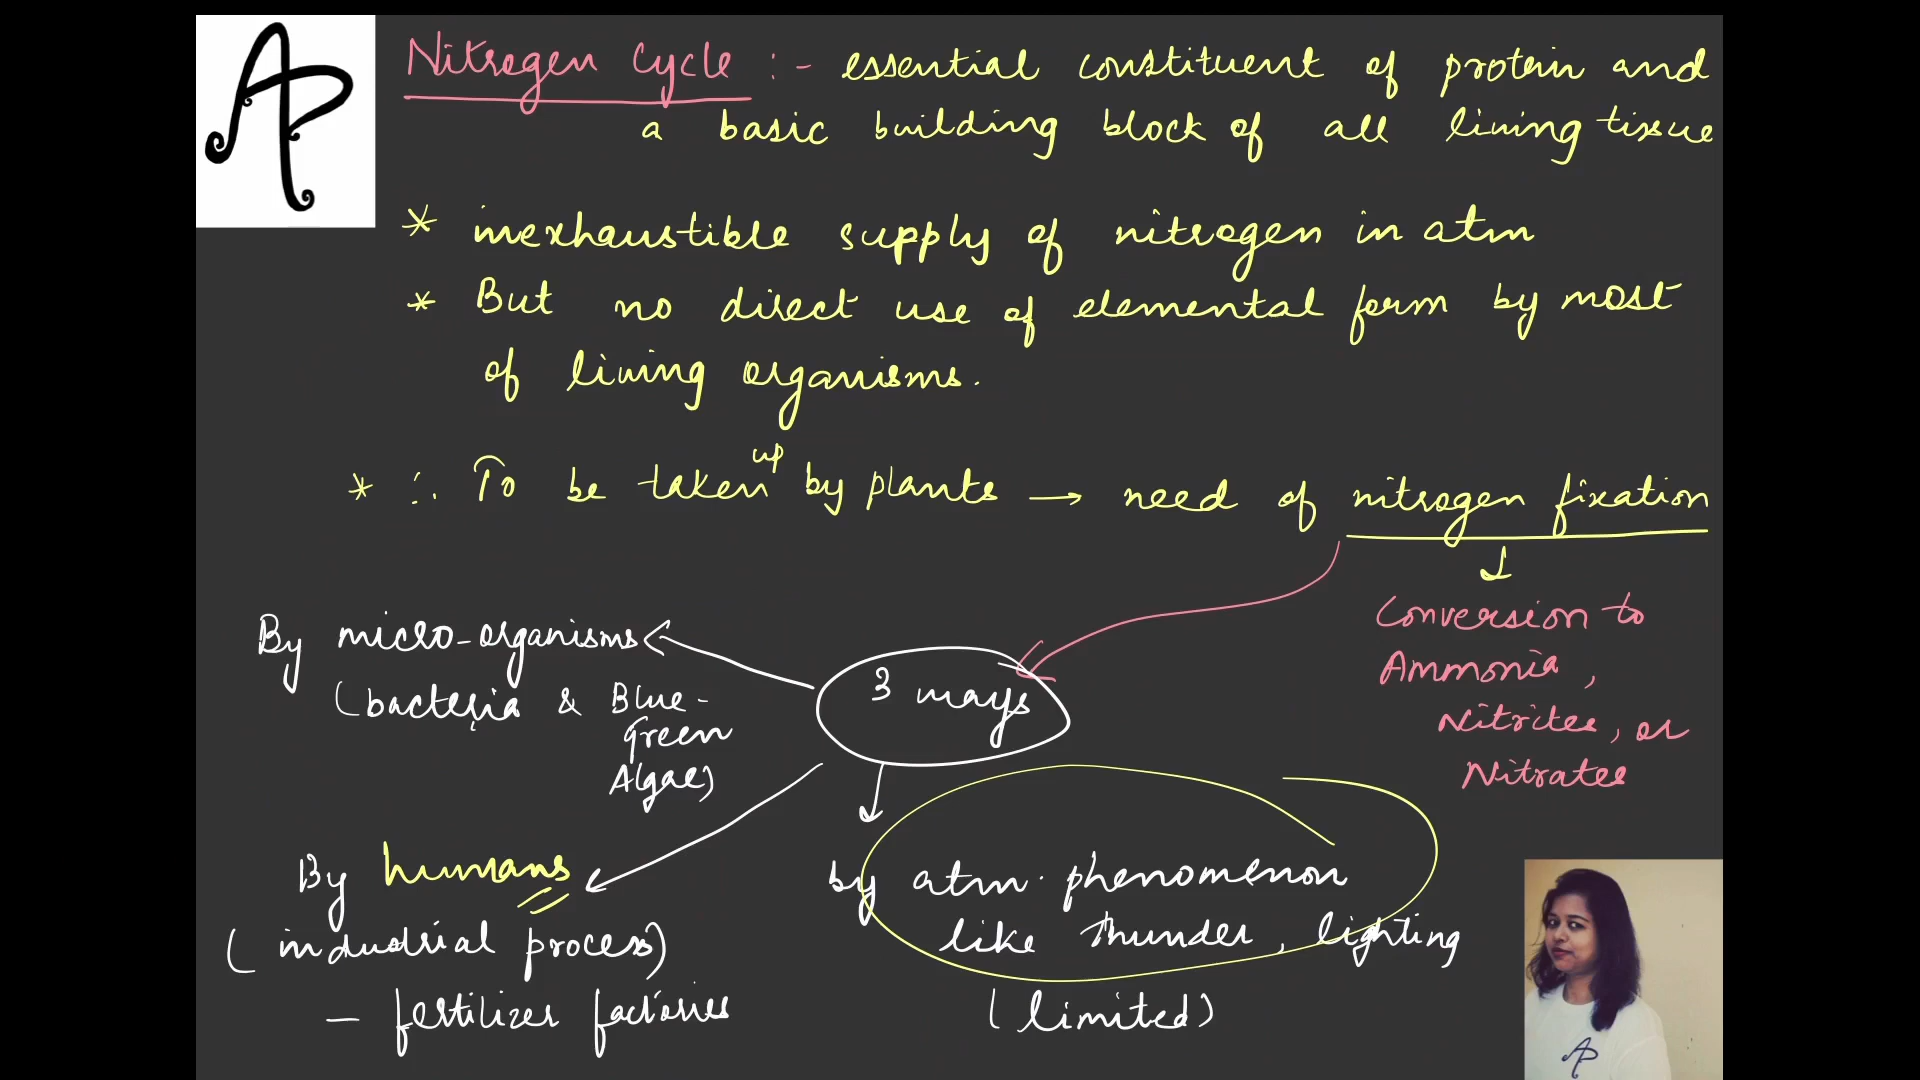 AP
Nitrogen Cycle :- essential constituent of protein and
a basic building block of all living tissue
* inexhaustible supply of nitrogen in atm
* But no direct use of elemental form by most
of living organisms.
* ∴ To be taken up by plants → need of nitrogen fixation
Conversion to
Ammonia,
Nitrites, or
Nitrates
3 ways
By micro-organisms
(bacteria & Blue-
Green
Algae)
By humans
(industrial process)
- fertilizer factories
by atm. phenomenon
like thunder, lighting
(limited)
AP